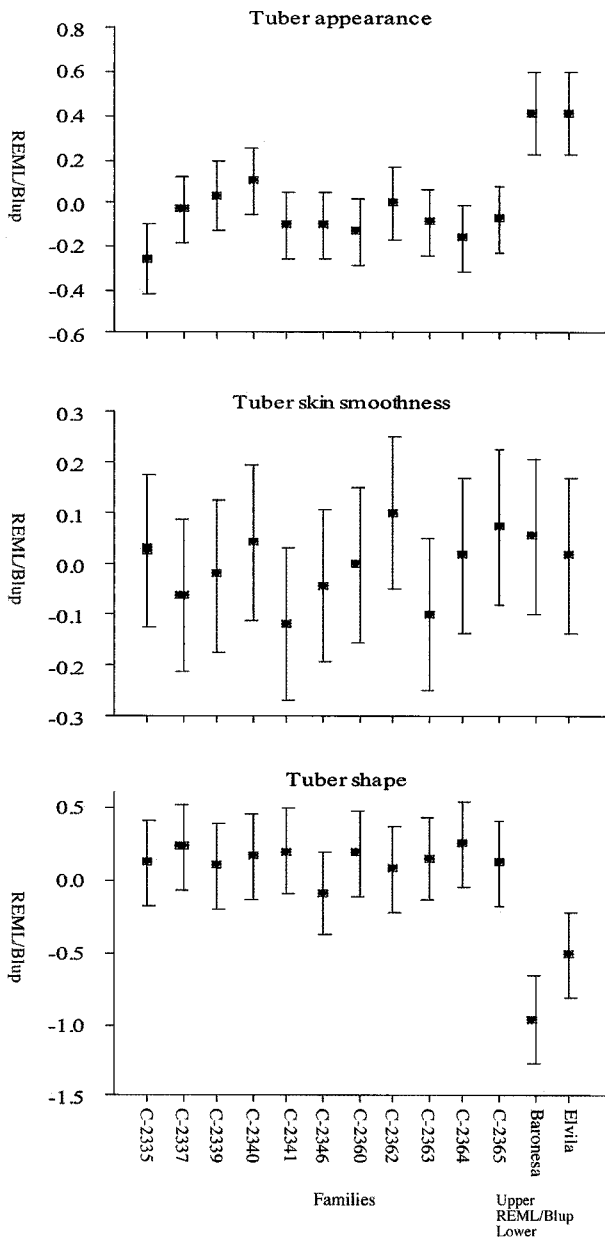 Tuber appearance
REML/Blup
0.8
0.6
0.4
0.2
0.0
-0.2
-0.4
-0.6
Tuber skin smoothness
REML/Blup
0.3
0.2
0.1
0.0
-0.1
-0.2
-0.3
Tuber shape
REML/Blup
0.5
0.0
-0.5
-1.0
-1.5
C-2335
C-2337
C-2339
C-2340
C-2341
C-2346
C-2360
C-2362
C-2363
C-2364
C-2365
Baronesa
Elvila
Families
Upper
REML/Blup
Lower